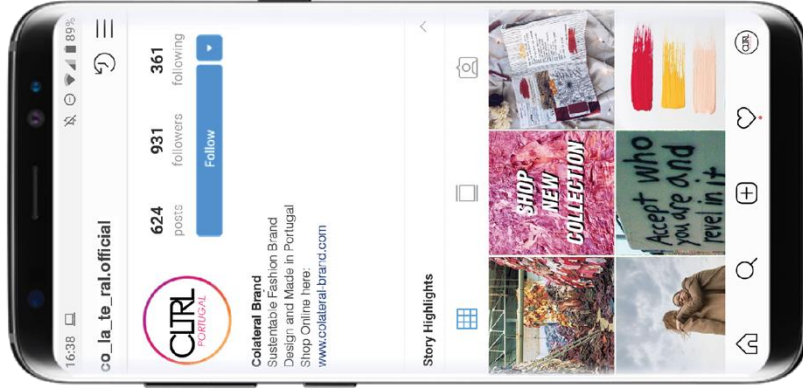 16:38
89%
co_la_te_ral.official
CLTRL
PORTUGAL
624
posts
931
followers
361
following
Follow
Colateral Brand
Sustentable Fashion Brand
Design and Made in Portugal
Shop Online here:
www.colateral-brand.com
Story Highlights
SHOP
NEW
COLLECTION
Accept who
you are and
revel in it